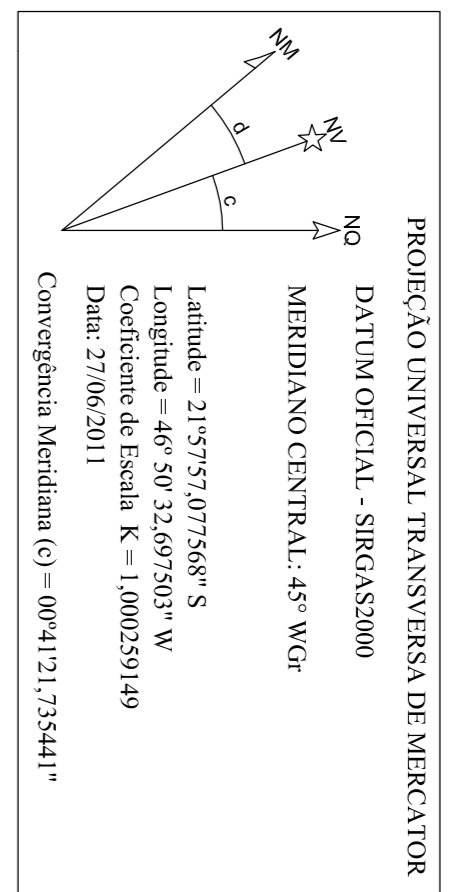 PROJEÇÃO UNIVERSAL TRANSVERSA DE MERCATOR
DATUM OFICIAL - SIRGAS2000
MERIDIANO CENTRAL: 45° WGr
NM
NV
NQ
d
c
Latitude = 21°57'57,077568" S
Longitude = 46° 50' 32,697503" W
Coeficiente de Escala K = 1,000259149
Data: 27/06/2011
Convergência Meridiana (c) = 00°41'21,735441"